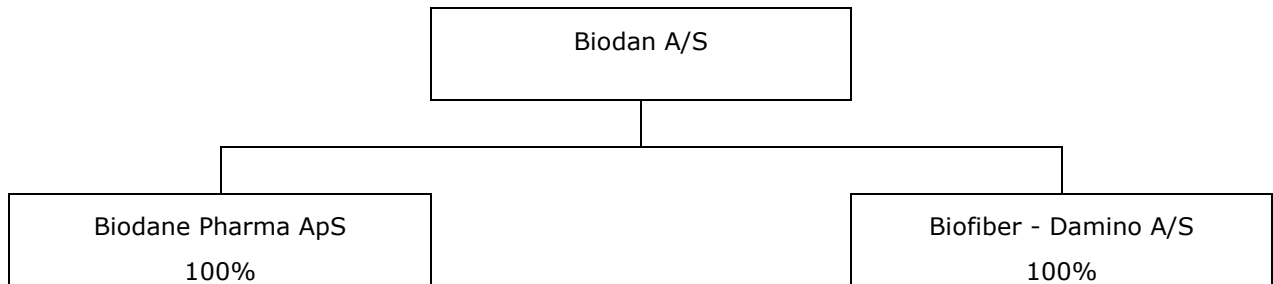 Biodan A/S
Biodane Pharma ApS
100%
Biofiber - Damino A/S
100%